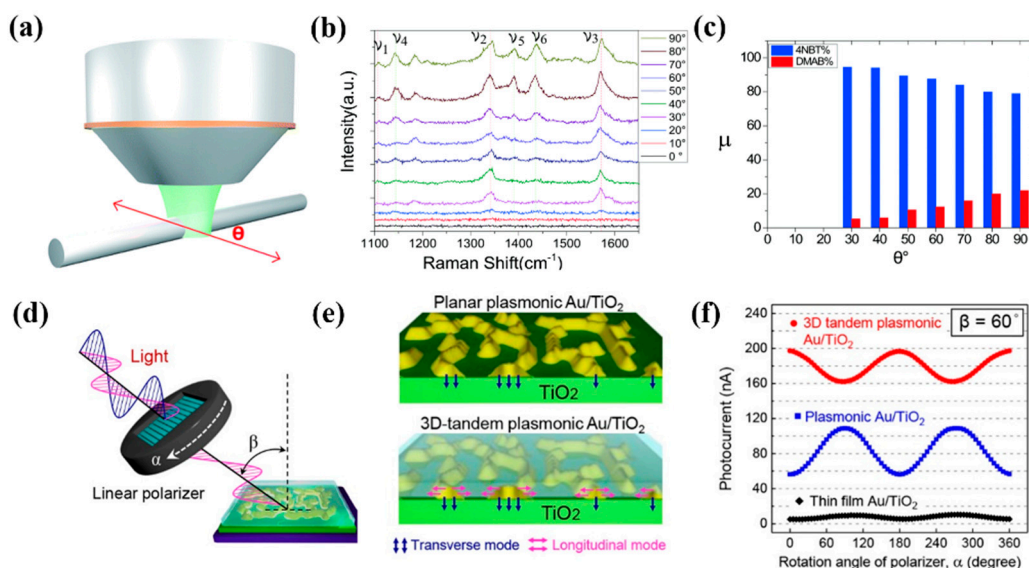 (a)
θ
(b)
ν1 ν4 ν2 ν5 ν6 ν3
Intensity(a.u.)
90°
80°
70°
60°
50°
40°
30°
20°
10°
0°
1100 1200 1300 1400 1500 1600
Raman Shift(cm⁻¹)
(c)
4NBT%
DMAB%
μ
100
80
60
40
20
0
0 10 20 30 40 50 60 70 80 90
θ°
(d)
Light
α
β
Linear polarizer
(e)
Planar plasmonic Au/TiO₂
TiO₂
3D-tandem plasmonic Au/TiO₂
TiO₂
Transverse mode Longitudinal mode
(f)
β = 60°
3D tandem plasmonic
Au/TiO₂
Plasmonic Au/TiO₂
Thin film Au/TiO₂
Photocurrent (nA)
240
200
160
120
80
40
0
0 90 180 270 360
Rotation angle of polarizer, α (degree)